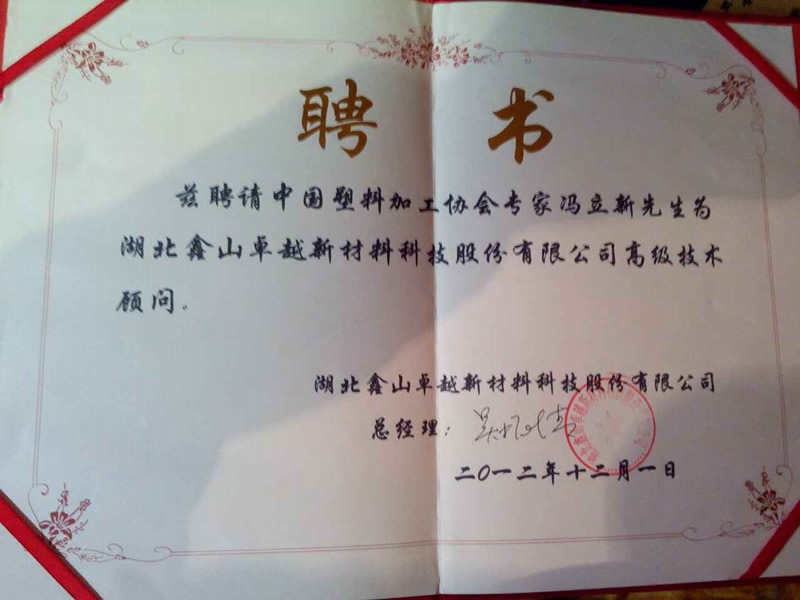 聘书
兹聘请中国塑料加工协会专家冯立新先生为
湖北鑫山卓越新材料科技股份有限公司高级技术
顾问。
湖北鑫山卓越新材料科技股份有限公司
总经理：
二〇一二年十二月一日